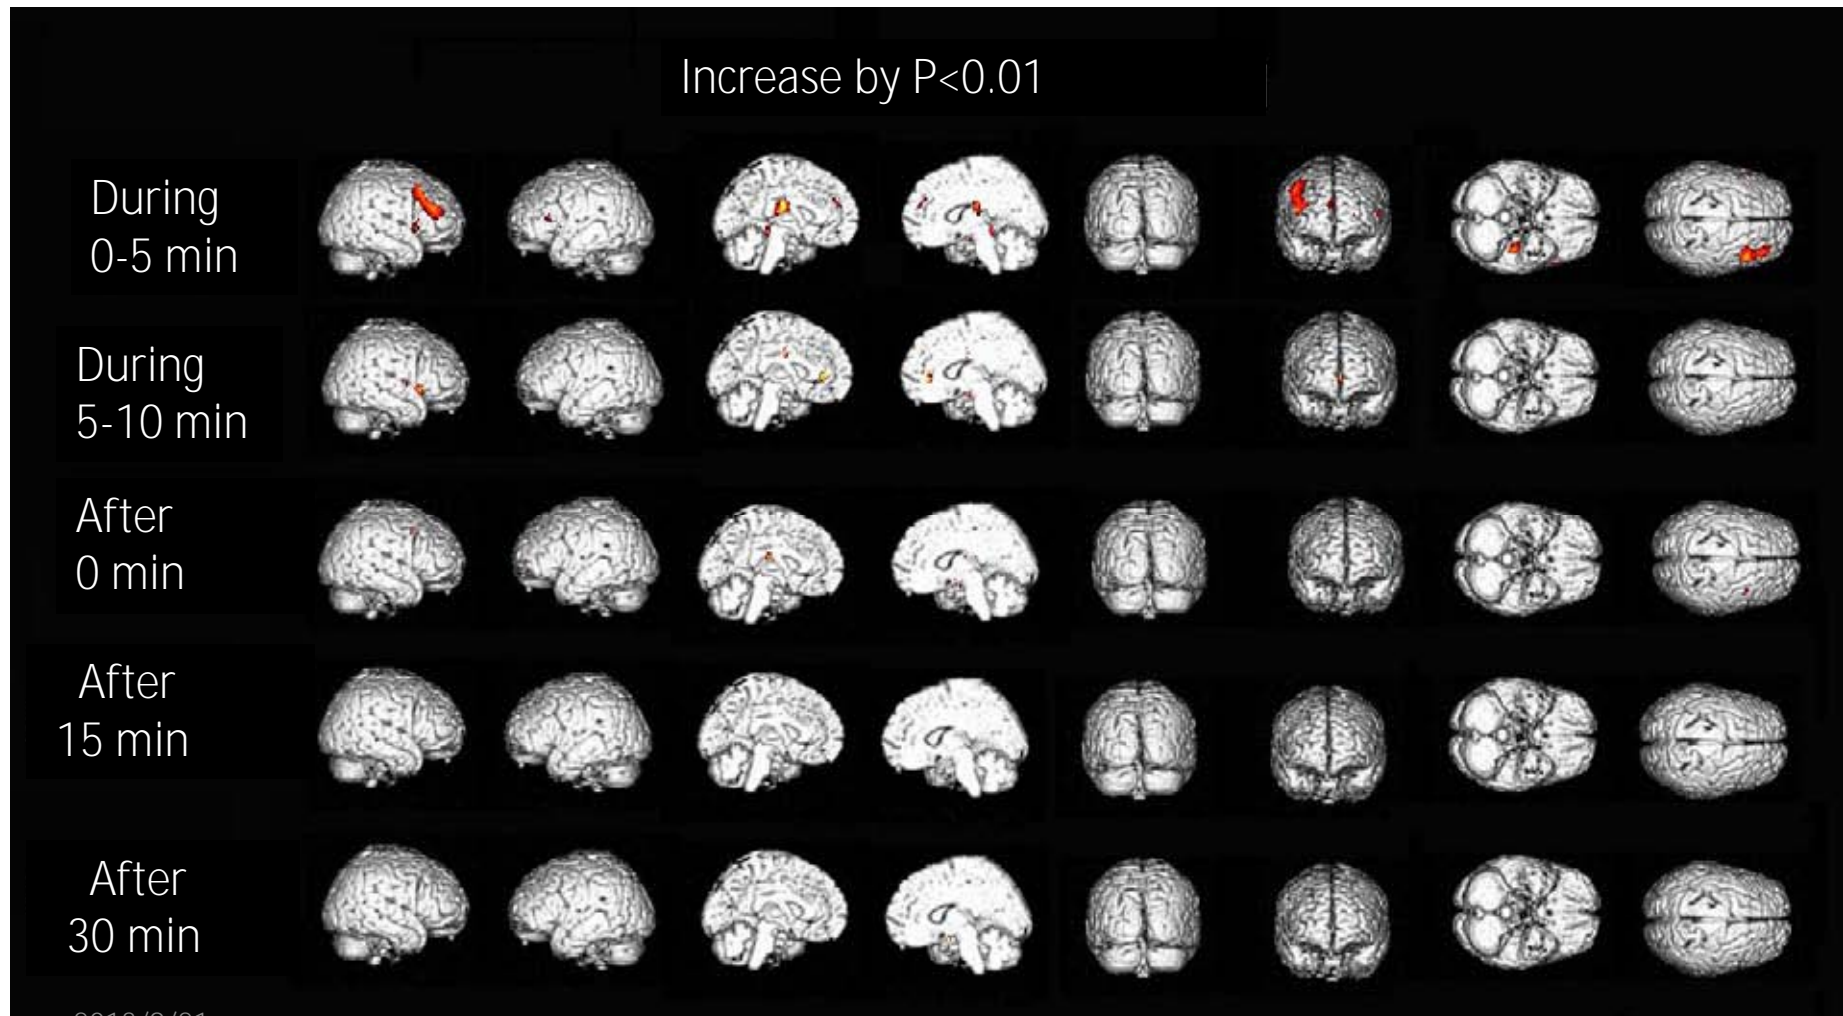 Increase by P<0.01
During
0-5 min
During
5-10 min
After
0 min
After
15 min
After
30 min